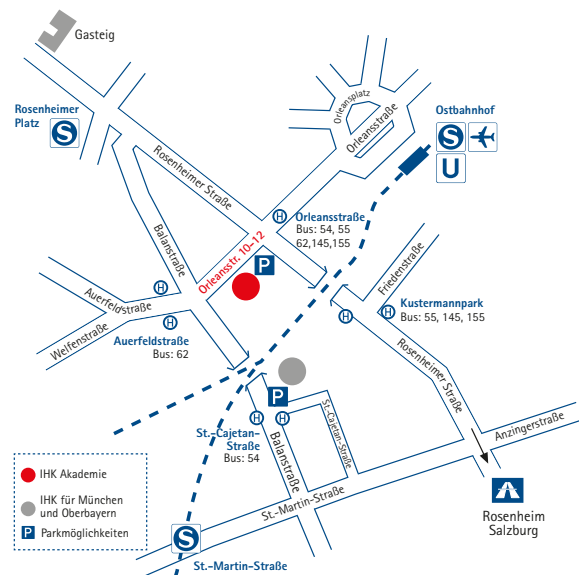 Gasteig
Rosenheimer
Platz
S
Rosenheimer Straße
Orleansplatz
Orleansstraße
Ostbahnhof
S
U
H
Orleansstraße
Bus: 54, 55
62,145,155
Orleansstr. 10–12
P
Balanstraße
H
Auerfeldstraße
Welfenstraße
H
Auerfeldstraße
Bus: 62
Friedenstraße
H
H
Kustermannpark
Bus: 55, 145, 155
Rosenheimer Straße
P
H
H
St.-Cajetan-
Straße
Bus: 54
Balanstraße
St.-Cajetan-Straße
Anzingerstraße
St.-Martin-Straße
Rosenheim
Salzburg
S
St.-Martin-Straße
IHK Akademie
IHK für München
und Oberbayern
P Parkmöglichkeiten